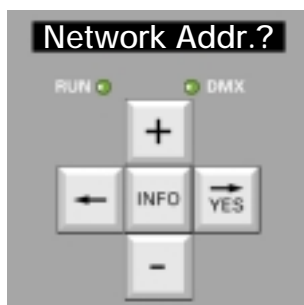 Network Addr.?
RUN DMX
+
← INFO → YES
-